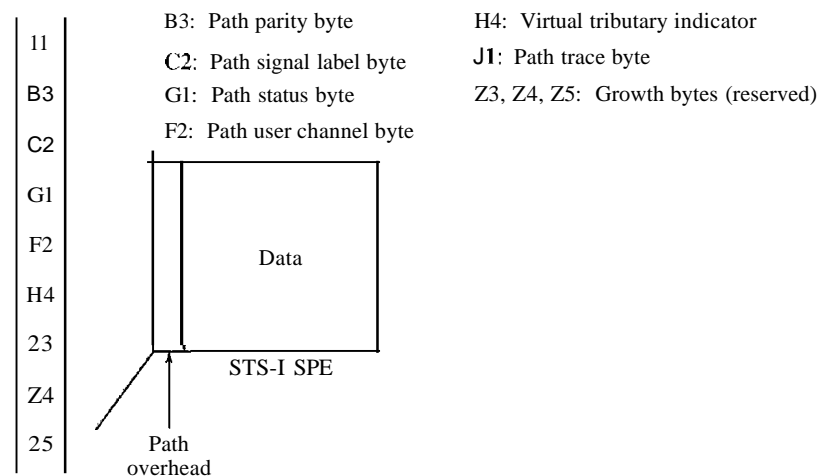 B3: Path parity byte
C2: Path signal label byte
G1: Path status byte
F2: Path user channel byte
H4: Virtual tributary indicator
J1: Path trace byte
Z3, Z4, Z5: Growth bytes (reserved)
11
B3
C2
G1
F2
H4
23
Z4
25
Data
STS-I SPE
Path
overhead